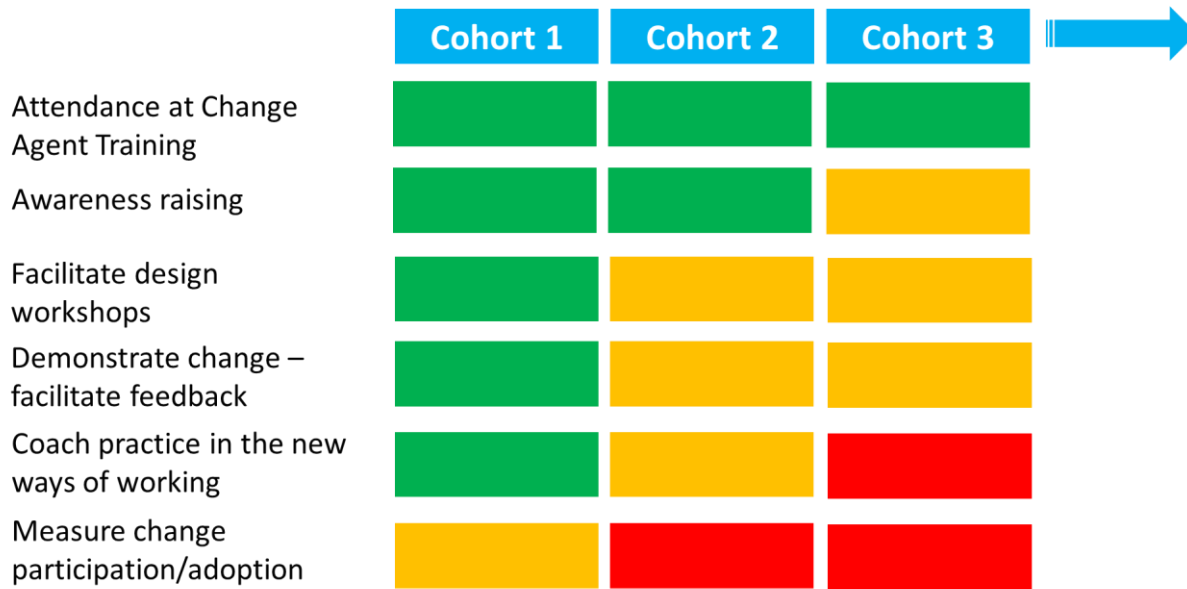 Cohort 1 Cohort 2 Cohort 3
Attendance at Change
Agent Training
Awareness raising
Facilitate design
workshops
Demonstrate change –
facilitate feedback
Coach practice in the new
ways of working
Measure change
participation/adoption